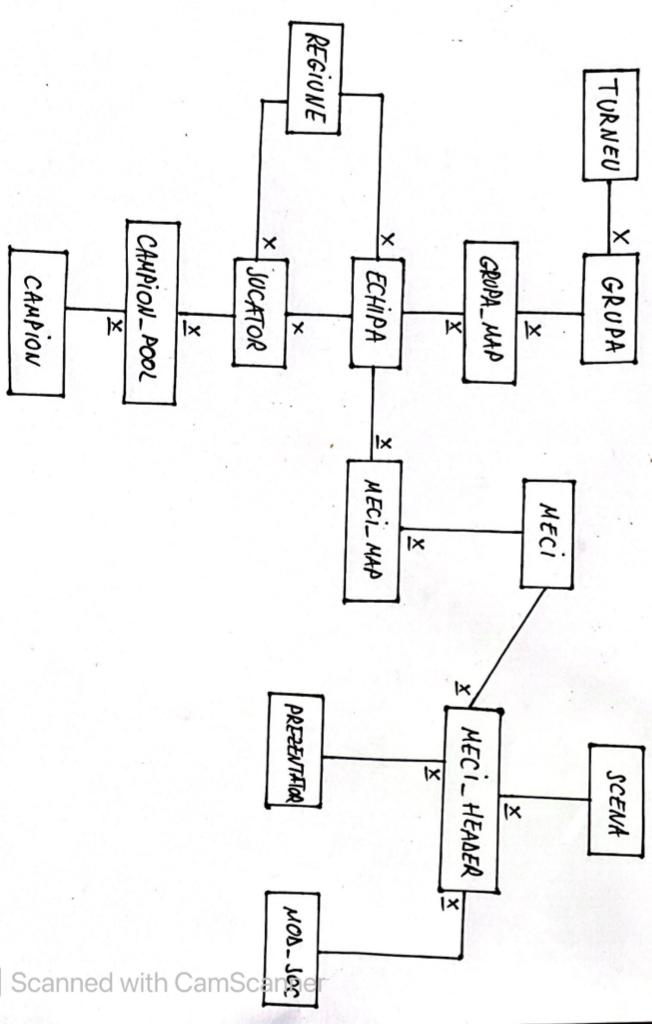 TURNEU
X
GRUPA
X
GRUPA_MAP
X
REGIUNE
X
ECHIPA
X
X
JUCATOR
X
CAMPION_POOL
X
CAMPION
X
MECI_MAP
X
MECI
X
MECI_HEADER
X
SCENA
X
PREZENTATOR
X
MOD_JOC
Scanned with CamScanner